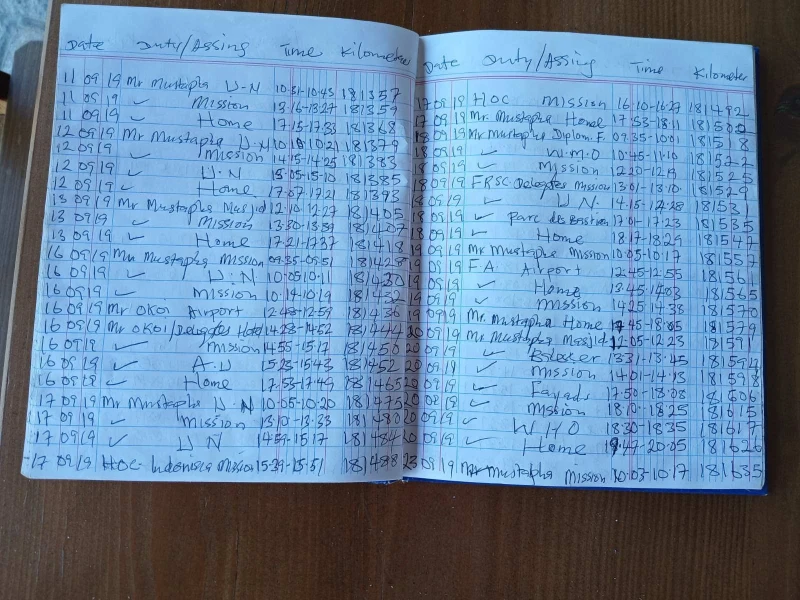 Date Duty/Assing Time Kilometer
11 09 19 Mr Mustapha U-N 10-31-10-45 181357
11 09 19 ✓ Mission 13-16-13-27 181359
11 09 19 ✓ Home 17-15-17-33 181368
12 09 19 Mr Mustapha U.N 10-10-10-21 181379
12 09 19 ✓ Mission 14-15-14-25 181383
12 09 19 ✓ U.N 15-05-15-10 181385
12 09 19 ✓ Home 17-07-17-21 181393
13 09 19 Mr Mustapha Masjid 12-10-12-27 181405
13 09 19 ✓ Mission 13-30-13-59 181407
13 09 19 ✓ Home 17-21-17-37 181418
16 09 19 Mr Mustapha Mission 09-35-09-51 181428
16 09 19 ✓ U.N 10-05-10-11 181430
16 09 19 ✓ Mission 10-14-10-19 181432
16 09 19 Mr Okoi Airport 12-48-12-59 181436
16 09 19 Mr Okoi/Delegates Hotel 14-28-14-52 181444
16 09 19 ✓ Mission 14-55-15-17 181450
16 09 19 ✓ A.U 15-23-15-43 181452
16 09 19 ✓ Home 17-53-17-49 181465
17 09 19 Mr Mustapha U.N 10-05-10-20 181475
17 09 19 ✓ Mission 13-10-13-33 181480
17 09 19 ✓ U N 14-59-15-17 181484
17 09 19 HOC Indonisia Mission 15-39-15-51 181488
Date Duty/Assing Time Kilometer
17 09 19 HOC Mission 16-10-16-27 181492
17 09 19 Mr. Mustapha Home 17-53-18-11 181502
18 09 19 Mr Mustapha Diplom. F. 09-35-10-01 181518
18 09 19 ✓ W.M.O 10-45-11-10 181522
18 09 19 ✓ Mission 12-20-12-19 181525
18 09 19 FRSC-Delegates Mission 13-01-13-10 181529
18 09 19 ✓ U N- 14-15-14-28 181531
18 09 19 ✓ Parc des Bastion 17-01-17-23 181535
18 09 19 ✓ Home 18-17-18-29 181547
19 09 19 Mr Mustapha Mission 10-05-10-17 181557
19 09 19 F A Airport 12-45-12-55 181561
19 09 19 ✓ Home 13-45-14-03 181565
19 09 19 ✓ Mission 14-25-14-38 181570
19 09 19 Mr. Mustapha Home 17-45-18-05 181579
20 09 19 Mr Mustapha Masjid 12-05-12-23 181591
20 09 19 ✓ 13-31-13-45 181594
20 09 19 ✓ Mission 14-01-14-13 181598
20 09 19 ✓ 17-50-18-08 181606
20 09 19 ✓ Mission 18-10-18-25 181615
20 09 19 ✓ W H O 18-30-18-35 181617
20 09 19 ✓ Home 20-05 181626
23 09 19 Mr Mustapha Mission 10-03-10-17 181635